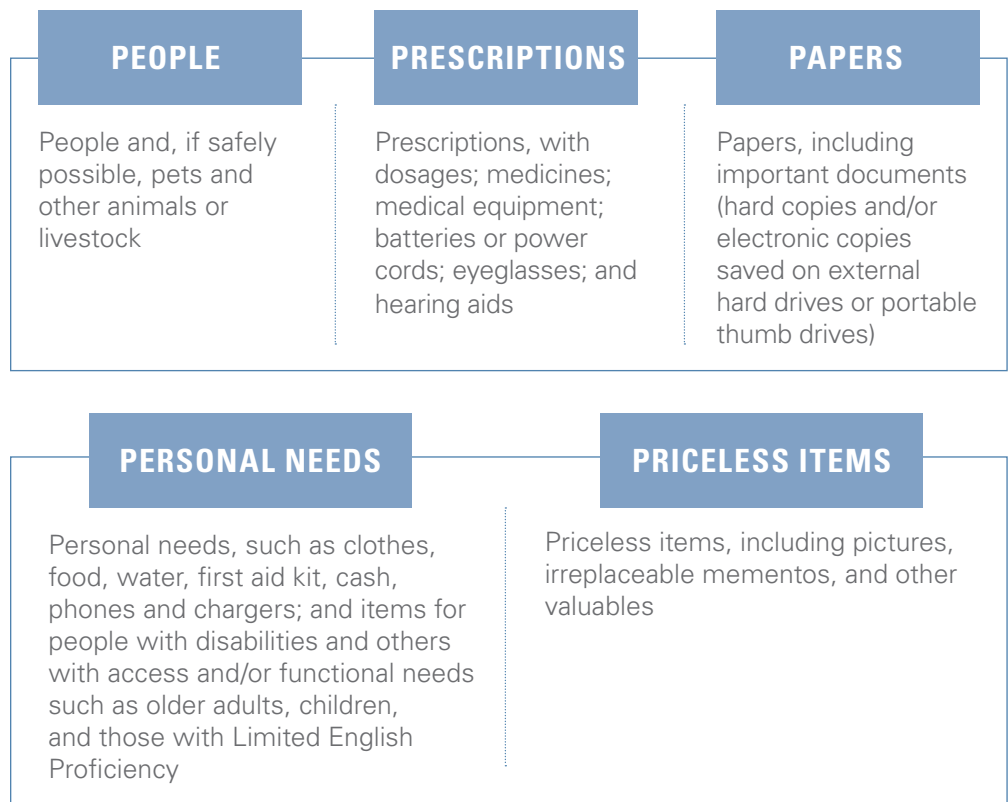 PEOPLE
People and, if safely
possible, pets and
other animals or
livestock
PRESCRIPTIONS
Prescriptions, with
dosages; medicines;
medical equipment;
batteries or power
cords; eyeglasses; and
hearing aids
PAPERS
Papers, including
important documents
(hard copies and/or
electronic copies
saved on external
hard drives or portable
thumb drives)
PERSONAL NEEDS
Personal needs, such as clothes,
food, water, first aid kit, cash,
phones and chargers; and items for
people with disabilities and others
with access and/or functional needs
such as older adults, children,
and those with Limited English
Proficiency
PRICELESS ITEMS
Priceless items, including pictures,
irreplaceable mementos, and other
valuables